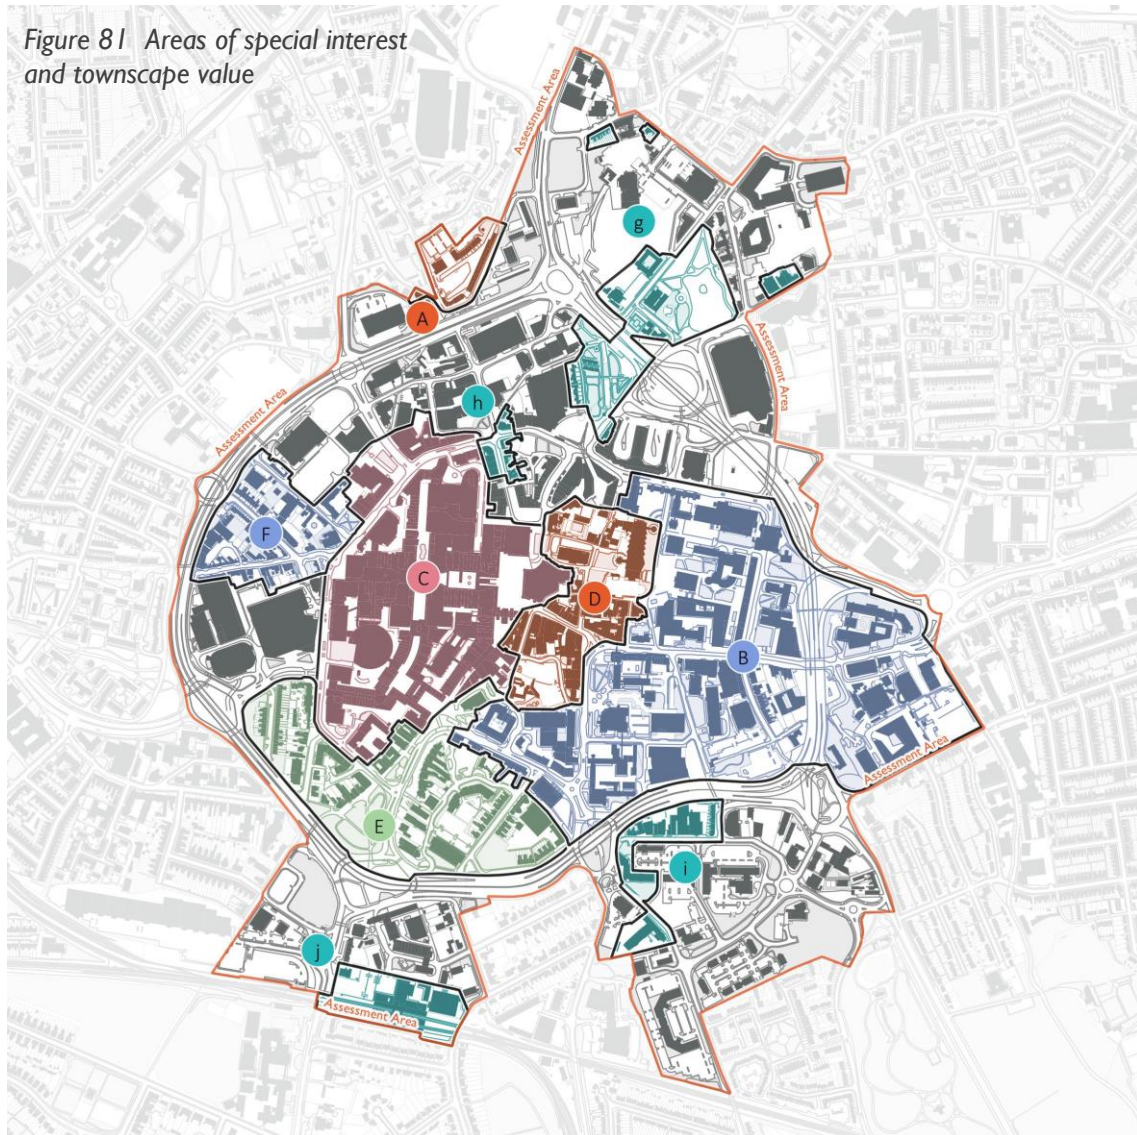 Figure 81 Areas of special interest
and townscape value
Assessment Area
g
A
Assessment Area
Assessment Area
h
F
C
D
B
Assessment Area
E
i
j
Assessment Area